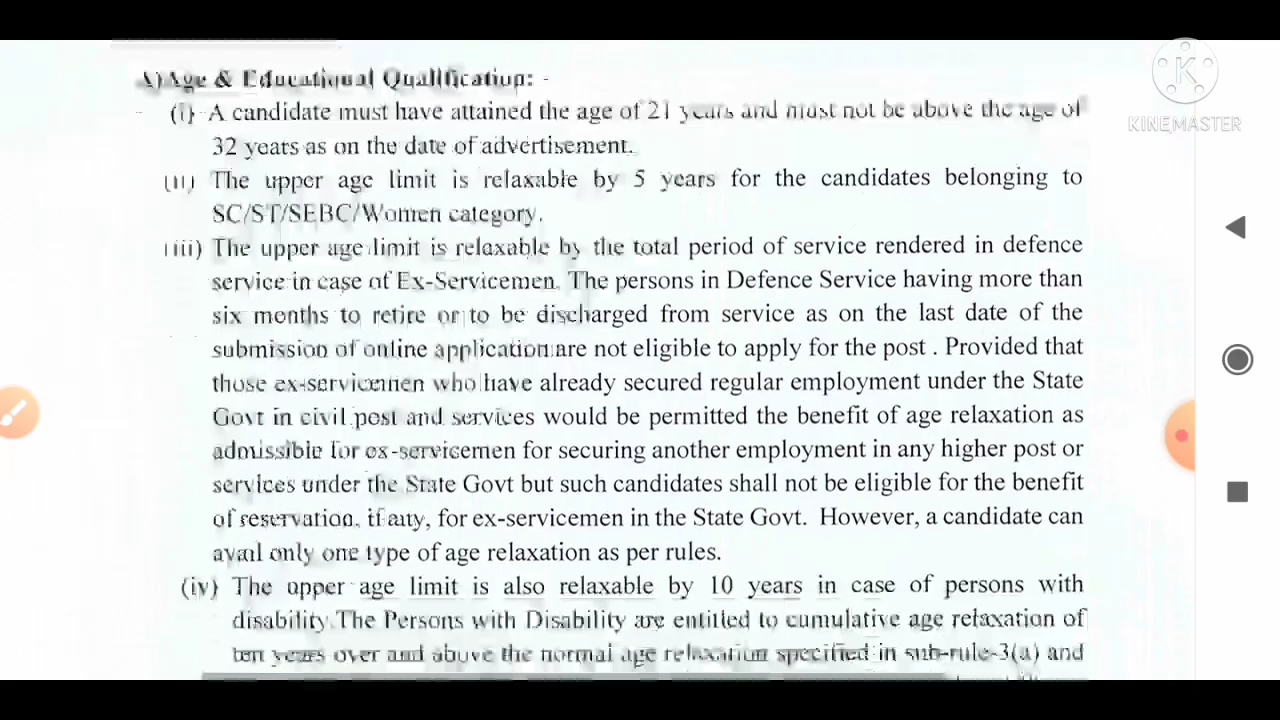 A) Age & Educational Qualification: -
(i) A candidate must have attained the age of 21 years and must not be above the age of
32 years as on the date of advertisement.
(ii) The upper age limit is relaxable by 5 years for the candidates belonging to
SC/ST/SEBC/Women category.
(iii) The upper age limit is relaxable by the total period of service rendered in defence
service in case of Ex-Servicemen. The persons in Defence Service having more than
six months to retire or to be discharged from service as on the last date of the
submission of online application are not eligible to apply for the post . Provided that
those ex-servicemen who have already secured regular employment under the State
Govt in civil post and services would be permitted the benefit of age relaxation as
admissible for ex-servicemen for securing another employment in any higher post or
services under the State Govt but such candidates shall not be eligible for the benefit
of reservation, if any, for ex-servicemen in the State Govt. However, a candidate can
avail only one type of age relaxation as per rules.
(iv) The upper age limit is also relaxable by 10 years in case of persons with
disability. The Persons with Disability are entitled to cumulative age relaxation of
ten years over and above the normal age relaxation specified in sub-rule-3(a) and
K
KINEMASTER